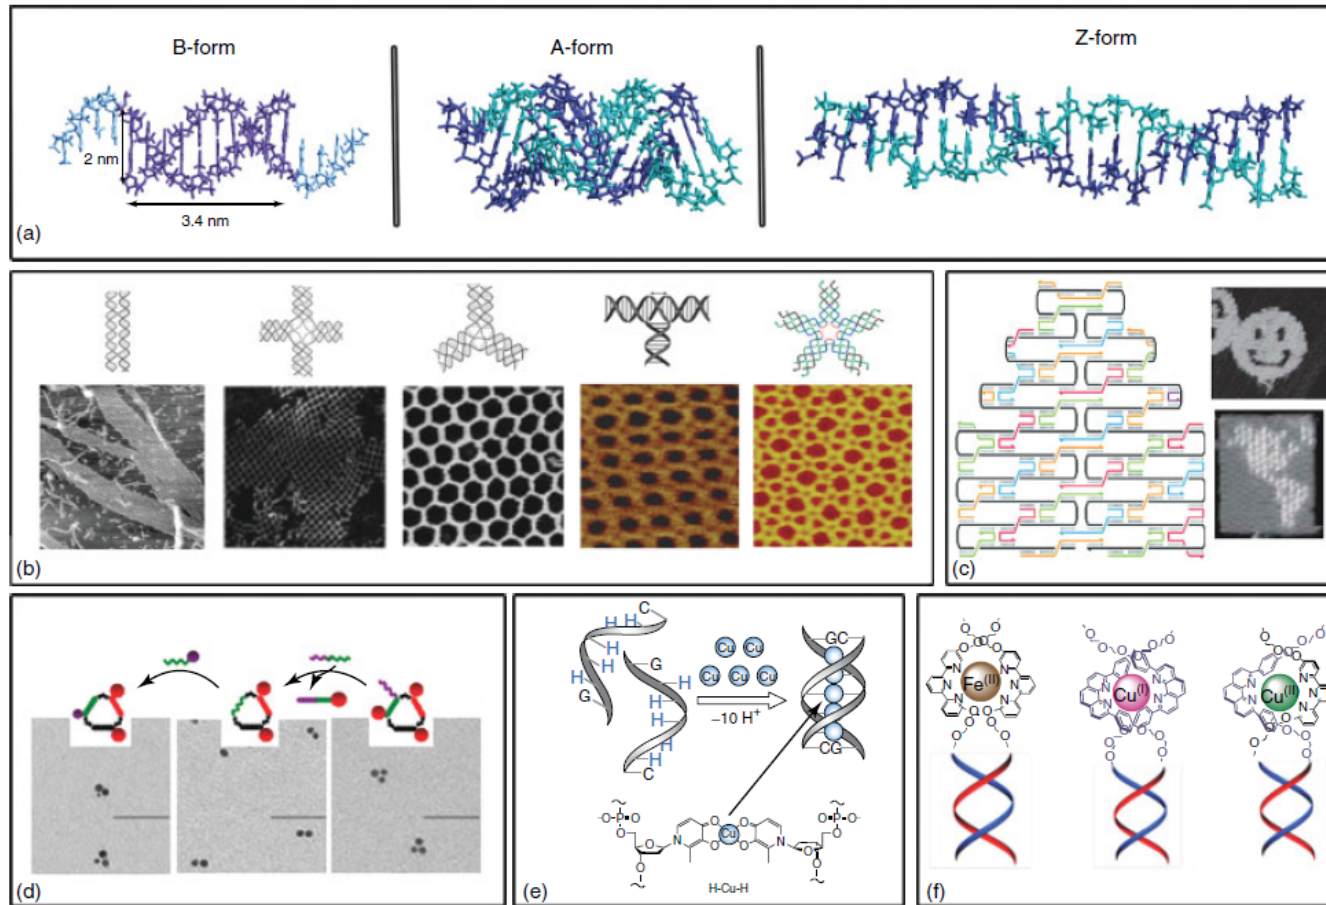 B-form
A-form
Z-form
2 nm
3.4 nm
(a)
(b)
(c)
(d)
C
H
H
H
H
G
G
H
H
H
H
C
Cu Cu
Cu Cu Cu
–10 H⁺
GC
CG
O
⁻O–P–O
O
O
O
N
O O
Cu
O O
N
O
O
O–P–O⁻
O
O
H-Cu-H
(e)
Fe(II)
N N
N N
N N
O
Cu(I)
N N
N N
O
Cu(II)
N N
N N
N
O
(f)